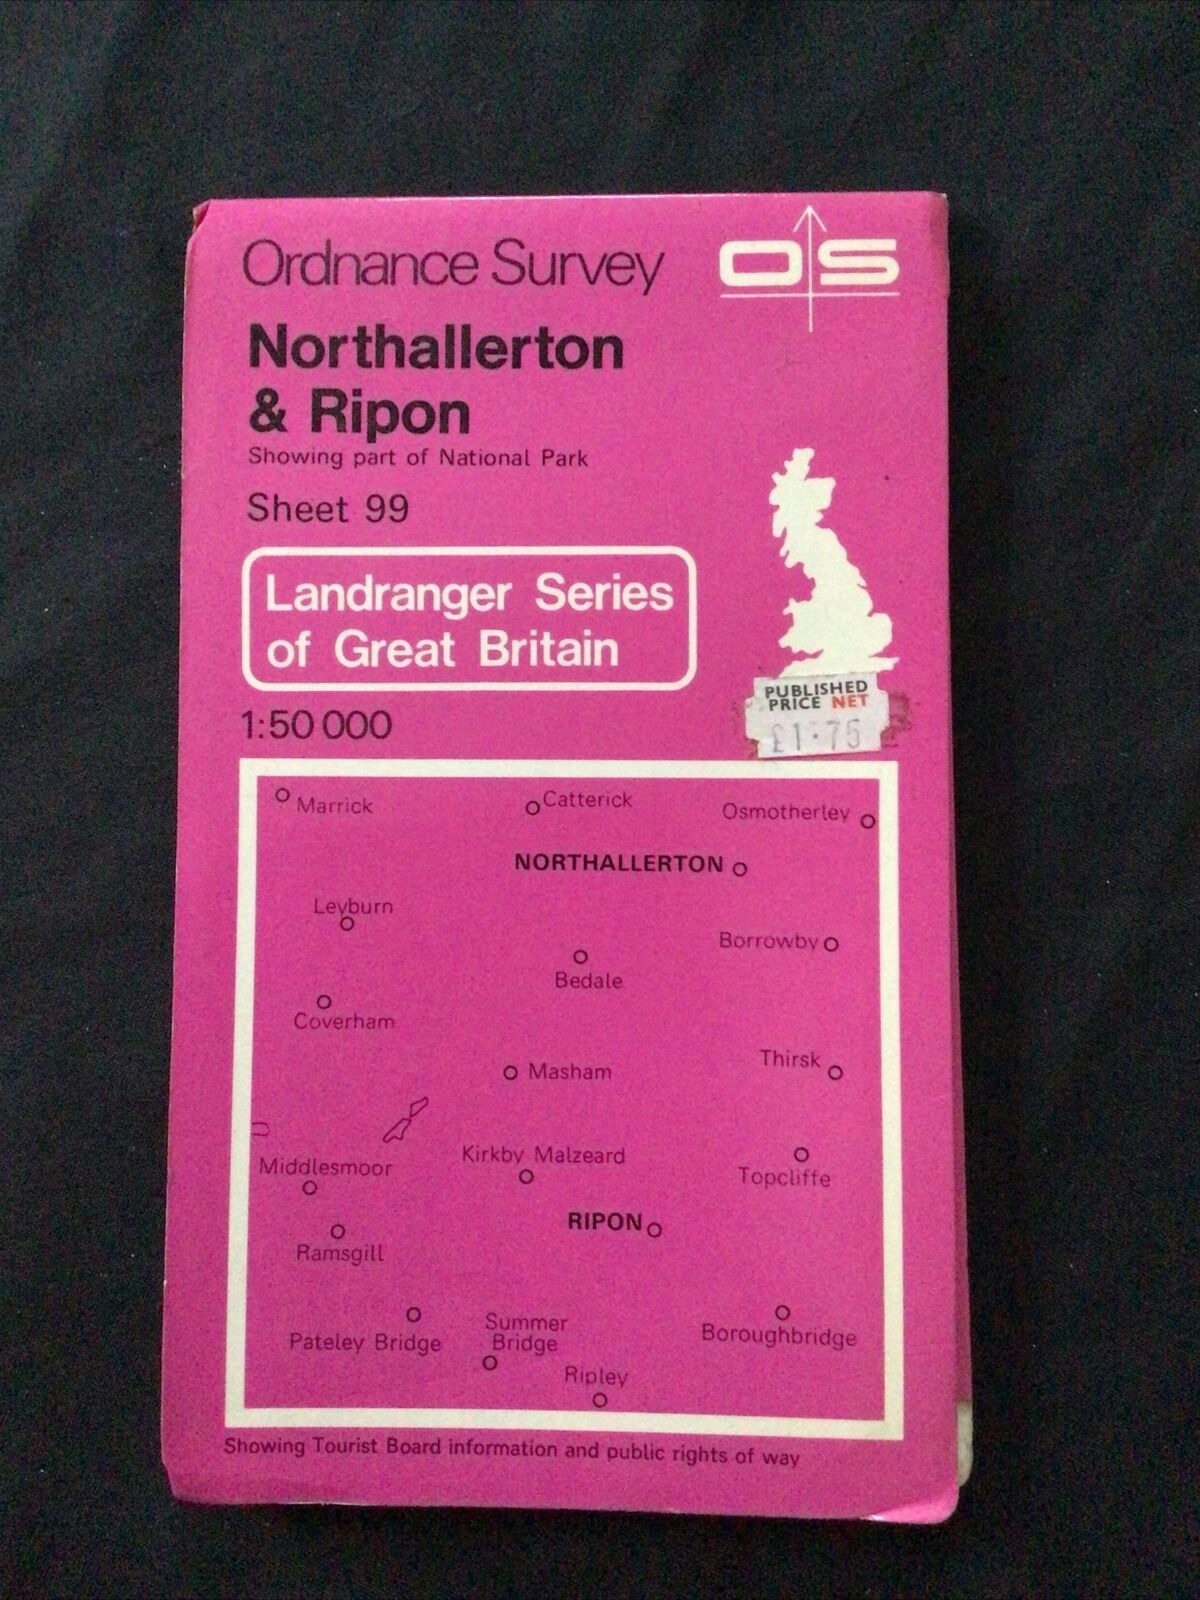 Ordnance Survey
OS
Northallerton
& Ripon
Showing part of National Park
Sheet 99
Landranger Series
of Great Britain
PUBLISHED
PRICE NET
£1·75
1:50 000
Marrick
Catterick
Osmotherley
NORTHALLERTON
Leyburn
Borrowby
Bedale
Coverham
Masham
Thirsk
Middlesmoor
Kirkby Malzeard
Topcliffe
RIPON
Ramsgill
Pateley Bridge
Summer
Bridge
Boroughbridge
Ripley
Showing Tourist Board information and public rights of way